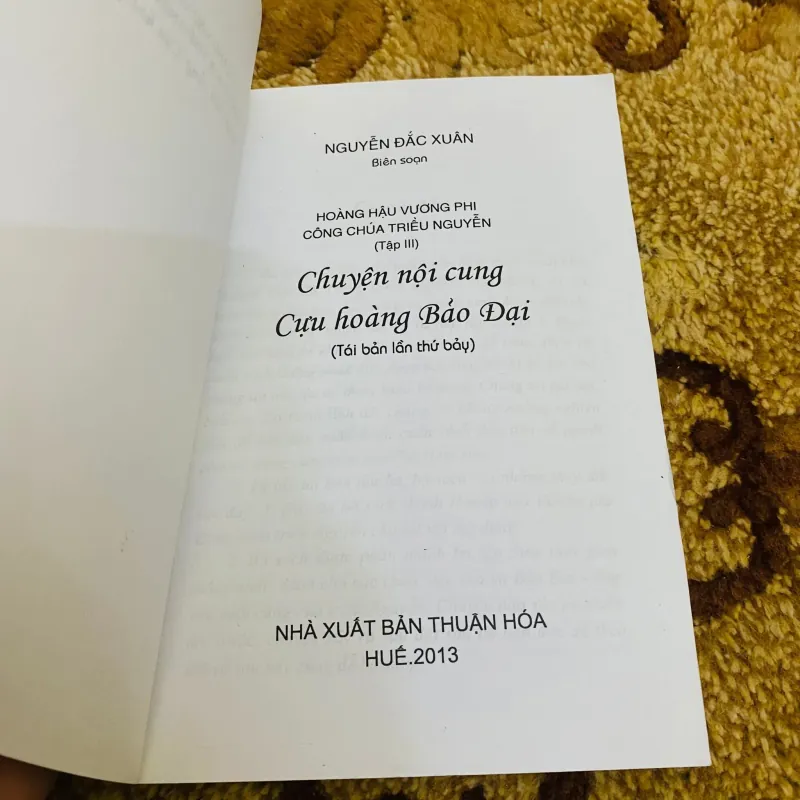 NGUYỄN ĐẮC XUÂN
Biên soạn
HOÀNG HẬU VƯƠNG PHI
CÔNG CHÚA TRIỀU NGUYỄN
(Tập III)
Chuyện nội cung
Cựu hoàng Bảo Đại
(Tái bản lần thứ bảy)
NHÀ XUẤT BẢN THUẬN HÓA
HUẾ.2013